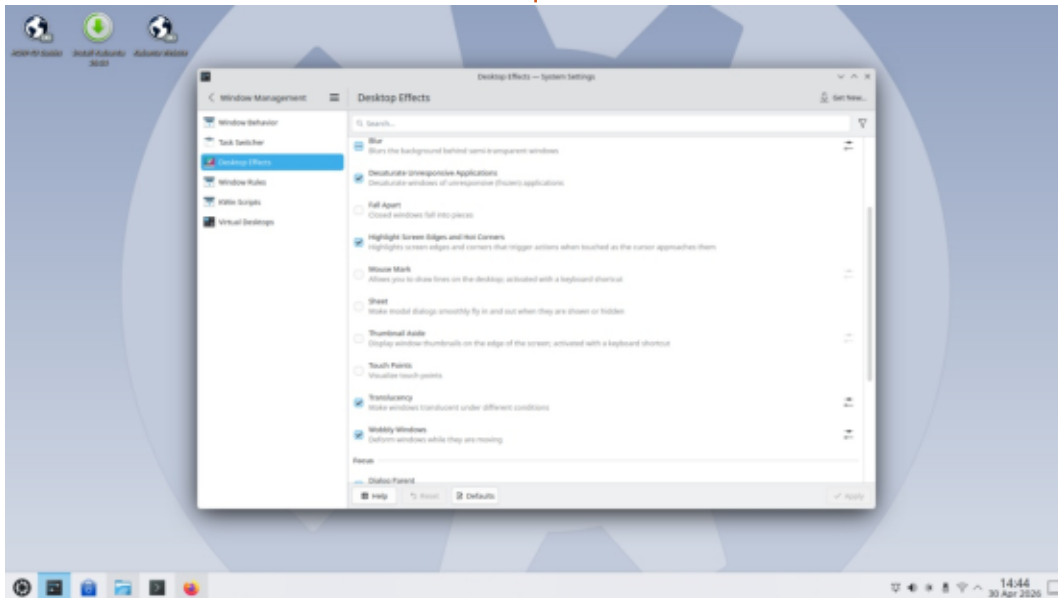 Install Kubuntu
Kubuntu Website
Desktop Effects — System Settings
Window Management
Desktop Effects
Get New...
Window Behavior
Task Switcher
Desktop Effects
Window Rules
KWin Scripts
Virtual Desktops
Search...
Blur
Blurs the background behind semi-transparent windows
Desaturate Unresponsive Applications
Desaturate windows of unresponsive (frozen) applications
Fall Apart
Closed windows fall into pieces
Highlight Screen Edges and Hot Corners
Highlights screen edges and corners that trigger actions when touched as the cursor approaches them
Mouse Mark
Allows you to draw lines on the desktop; activated with a keyboard shortcut
Sheet
Make modal dialogs smoothly fly in and out when they are shown or hidden
Thumbnail Aside
Display window thumbnails on the edge of the screen; activated with a keyboard shortcut
Touch Points
Visualize touch points
Translucency
Make windows translucent under different conditions
Wobbly Windows
Deform windows while they are moving
Focus
Dialog Parent
Help
Reset
Defaults
Apply
14:44
30 Apr 2026